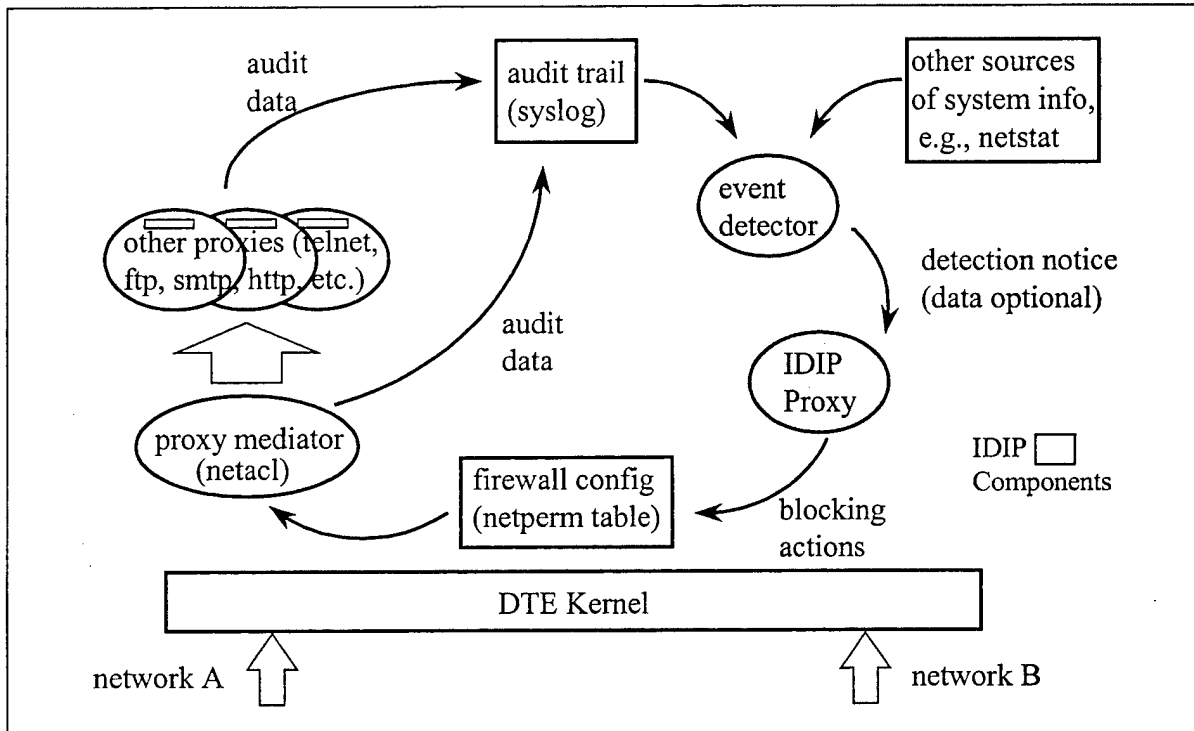 audit
data
audit trail
(syslog)
other sources
of system info,
e.g., netstat
event
detector
other proxies (telnet,
ftp, smtp, http, etc.)
detection notice
(data optional)
audit
data
IDIP
Proxy
proxy mediator
(netacl)
IDIP
Components
firewall config
(netperm table)
blocking
actions
DTE Kernel
network A
network B